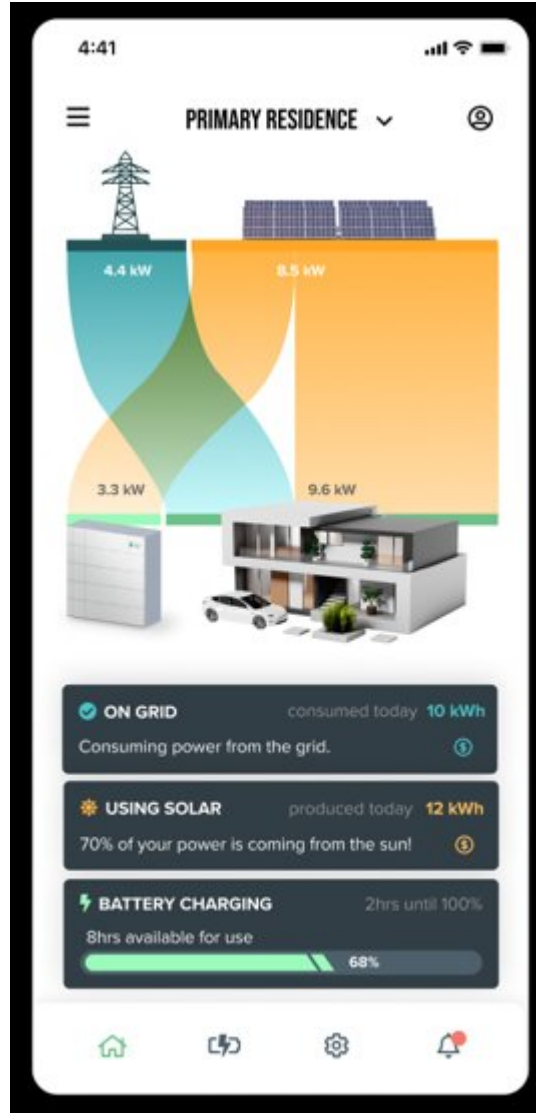 4:41
PRIMARY RESIDENCE
4.4 kW
8.5 kW
3.3 kW
9.6 kW
ON GRID consumed today 10 kWh
Consuming power from the grid.
USING SOLAR produced today 12 kWh
70% of your power is coming from the sun!
BATTERY CHARGING 2hrs until 100%
8hrs available for use
68%